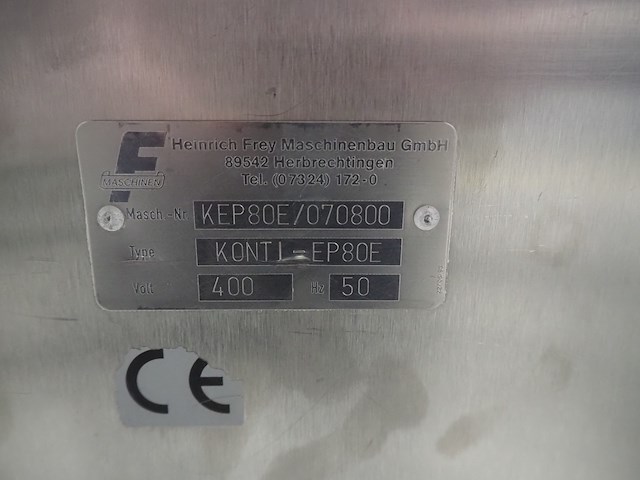 F
MASCHINEN
Heinrich Frey Maschinenbau GmbH
89542 Herbrechtingen
Tel. (07324) 172-0
Masch.-Nr. KEP80E/070800
Type KONTI-EP80E
Volt 400 Hz 50
CE